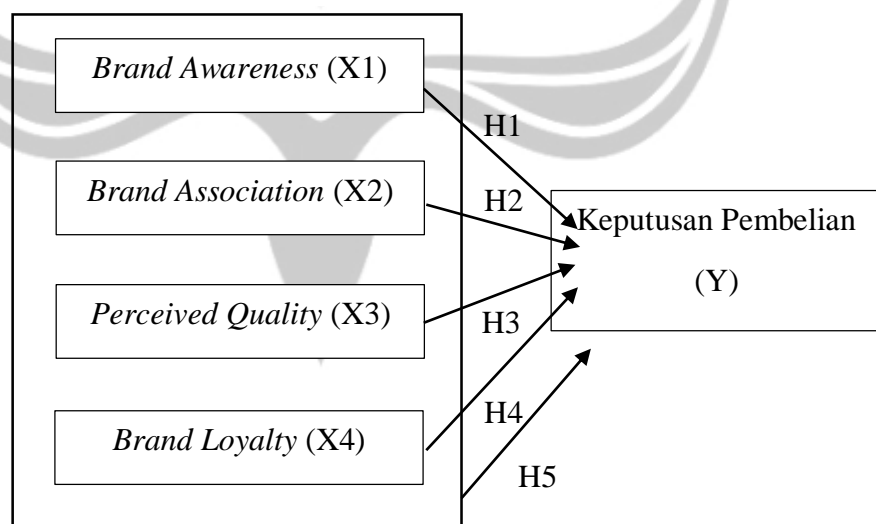 Brand Awareness (X1)
H1
Brand Association (X2)
H2
Keputusan Pembelian
(Y)
Perceived Quality (X3)
H3
Brand Loyalty (X4)
H4
H5